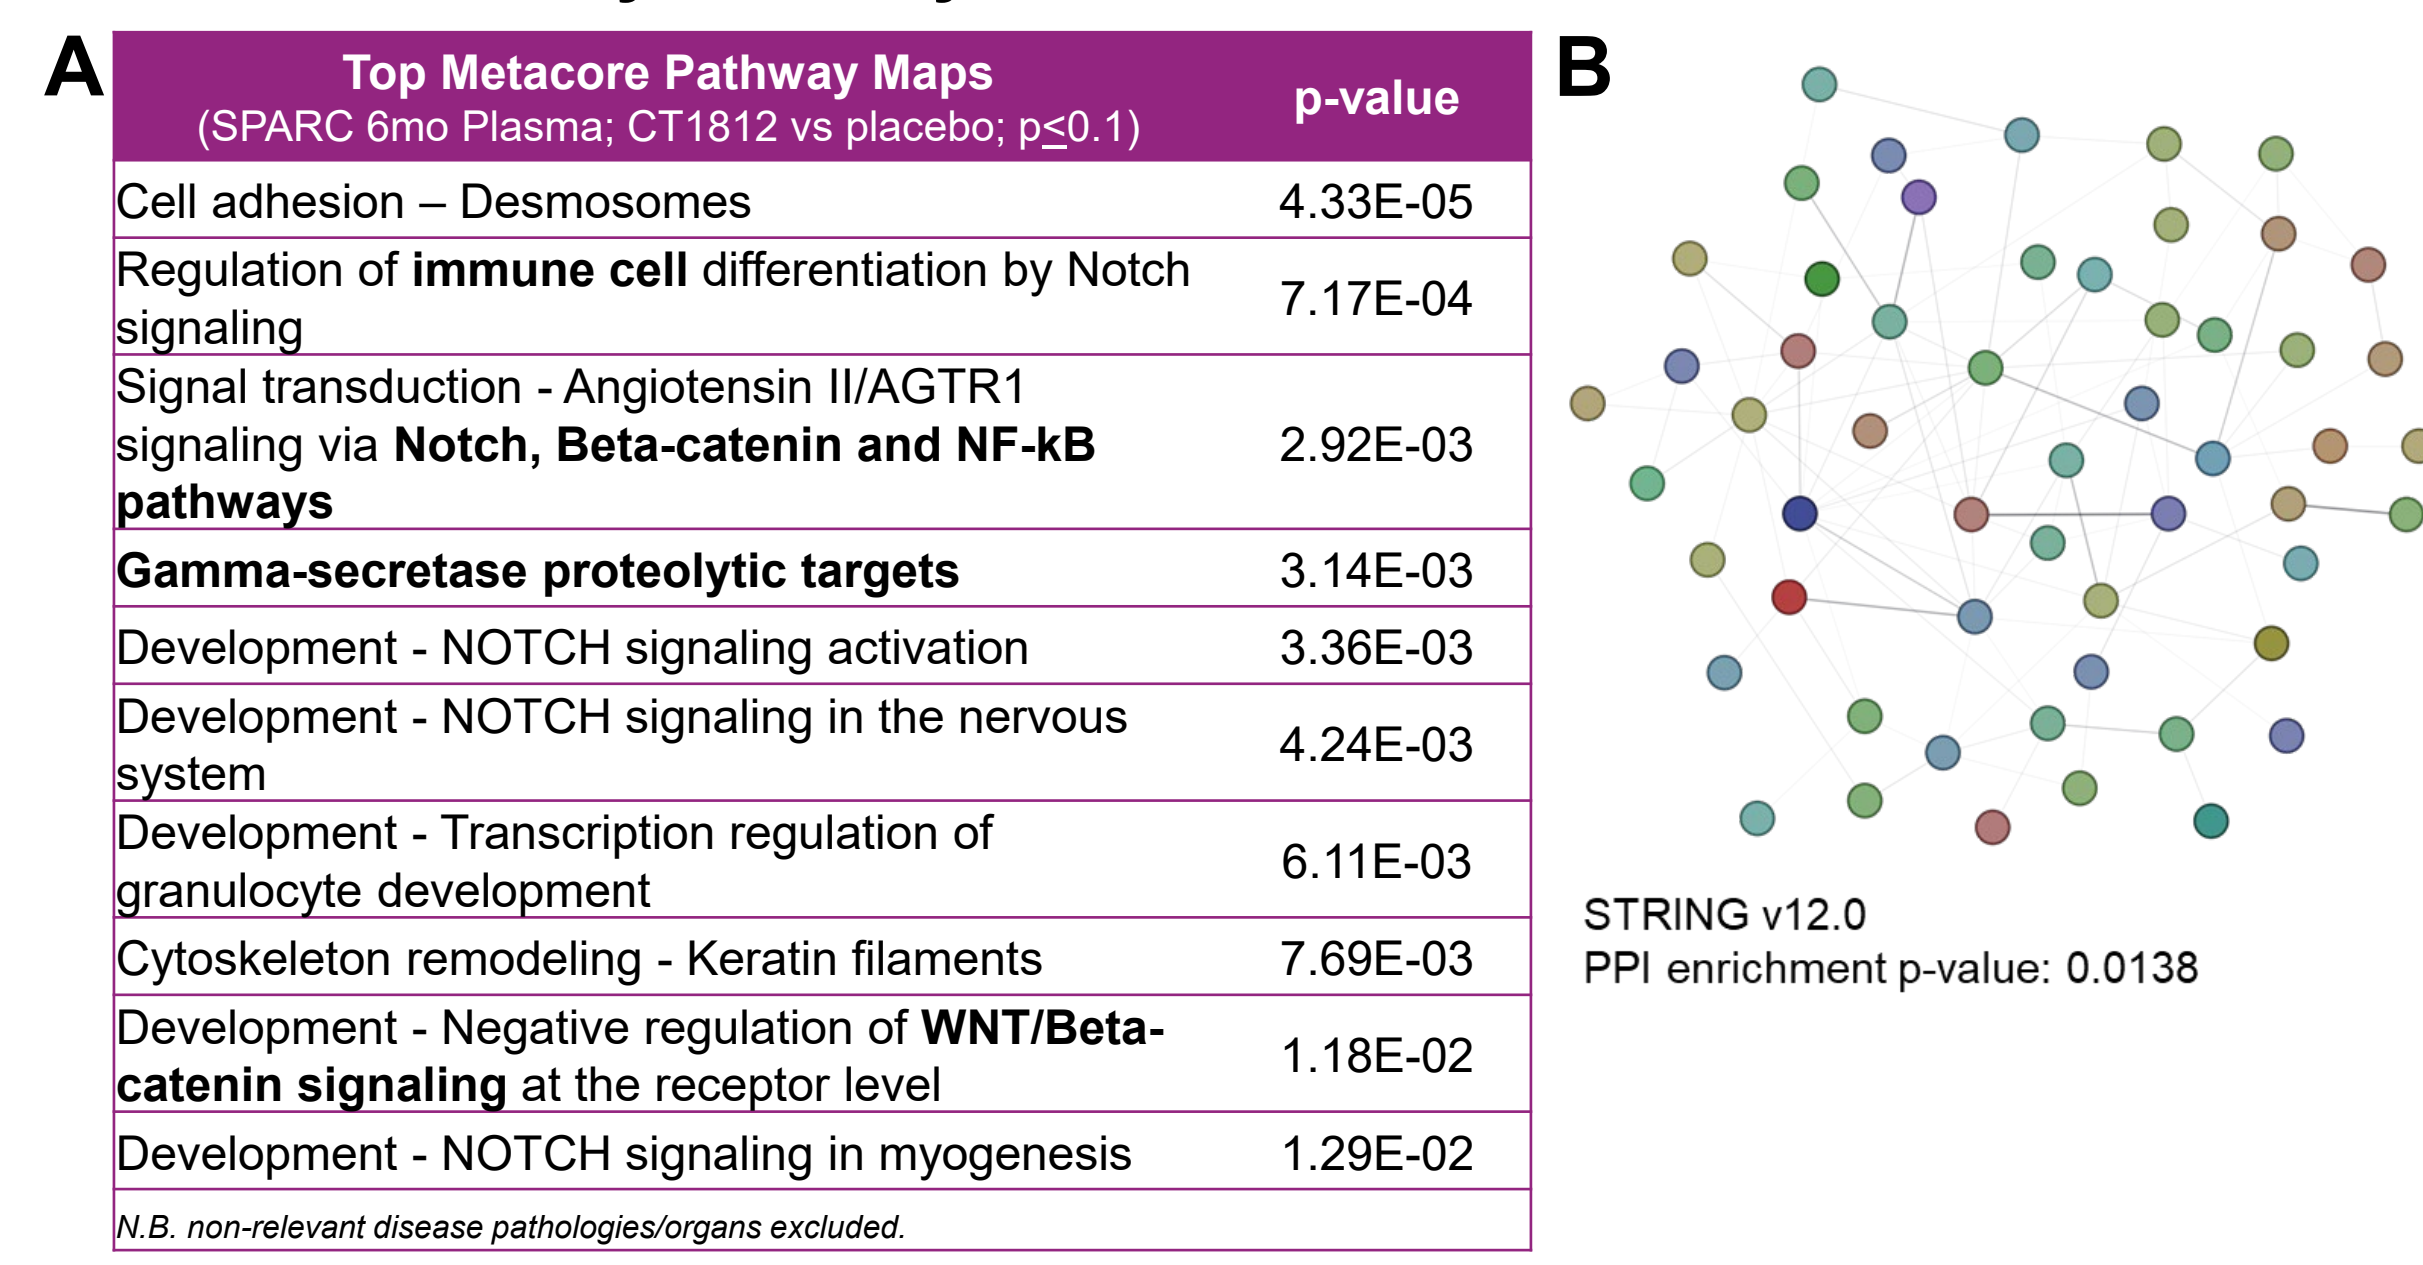 A
Top Metacore Pathway Maps
(SPARC 6mo Plasma; CT1812 vs placebo; p<0.1)
p-value
Cell adhesion – Desmosomes
4.33E-05
Regulation of immune cell differentiation by Notch
signaling
7.17E-04
Signal transduction - Angiotensin II/AGTR1
signaling via Notch, Beta-catenin and NF-kB
pathways
2.92E-03
Gamma-secretase proteolytic targets
3.14E-03
Development - NOTCH signaling activation
3.36E-03
Development - NOTCH signaling in the nervous
system
4.24E-03
Development - Transcription regulation of
granulocyte development
6.11E-03
Cytoskeleton remodeling - Keratin filaments
7.69E-03
Development - Negative regulation of WNT/Beta-
catenin signaling at the receptor level
1.18E-02
Development - NOTCH signaling in myogenesis
1.29E-02
N.B. non-relevant disease pathologies/organs excluded.
B
STRING v12.0
PPI enrichment p-value: 0.0138